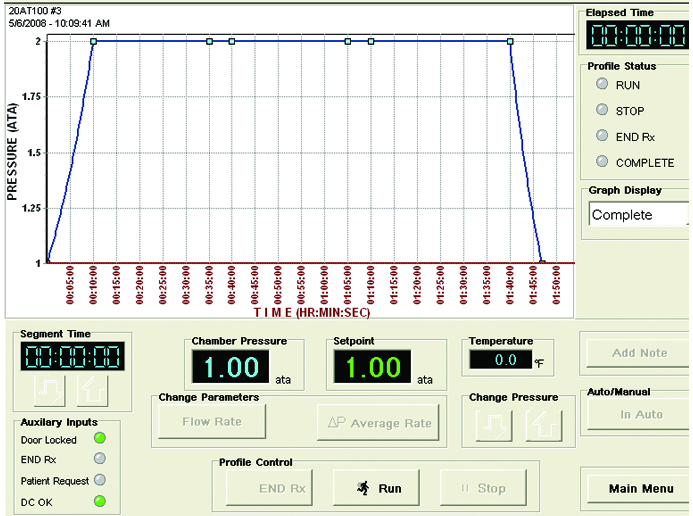 20AT100 #3
5/6/2008 - 10:09:41 AM
PRESSURE (ATA)
2
1.75
1.5
1.25
1
00:05:00
00:10:00
00:15:00
00:20:00
00:25:00
00:30:00
00:35:00
00:40:00
00:45:00
00:50:00
00:55:00
01:00:00
01:05:00
01:10:00
01:15:00
01:20:00
01:25:00
01:30:00
01:35:00
01:40:00
01:45:00
01:50:00
TIME (HR:MIN:SEC)
Elapsed Time
00:00:00
Profile Status
RUN
STOP
END Rx
COMPLETE
Graph Display
Complete
Segment Time
00:00:00
Chamber Pressure
1.00 ata
Setpoint
1.00 ata
Temperature
0.0 °F
Add Note
Change Parameters
Flow Rate
ΔP Average Rate
Change Pressure
Auto/Manual
In Auto
Auxilary Inputs
Door Locked
END Rx
Patient Request
DC OK
Profile Control
END Rx
Run
Stop
Main Menu